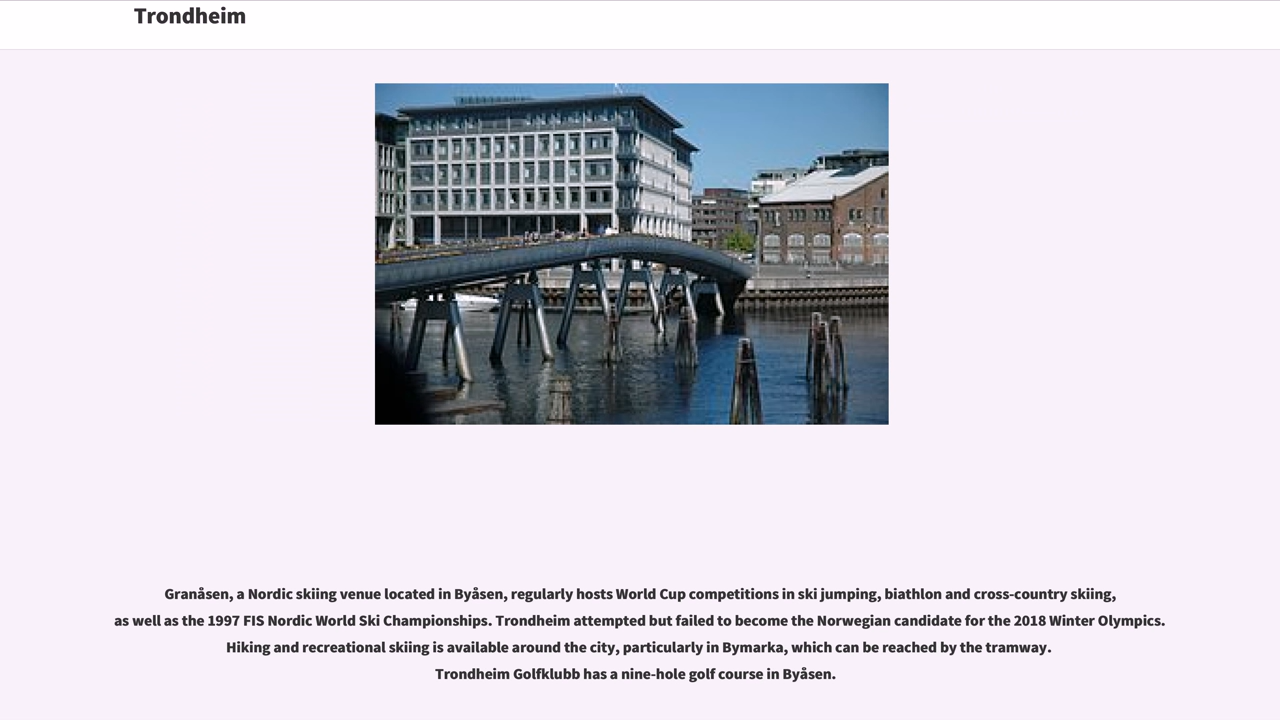 Trondheim
Granåsen, a Nordic skiing venue located in Byåsen, regularly hosts World Cup competitions in ski jumping, biathlon and cross-country skiing,
as well as the 1997 FIS Nordic World Ski Championships. Trondheim attempted but failed to become the Norwegian candidate for the 2018 Winter Olympics.
Hiking and recreational skiing is available around the city, particularly in Bymarka, which can be reached by the tramway.
Trondheim Golfklubb has a nine-hole golf course in Byåsen.